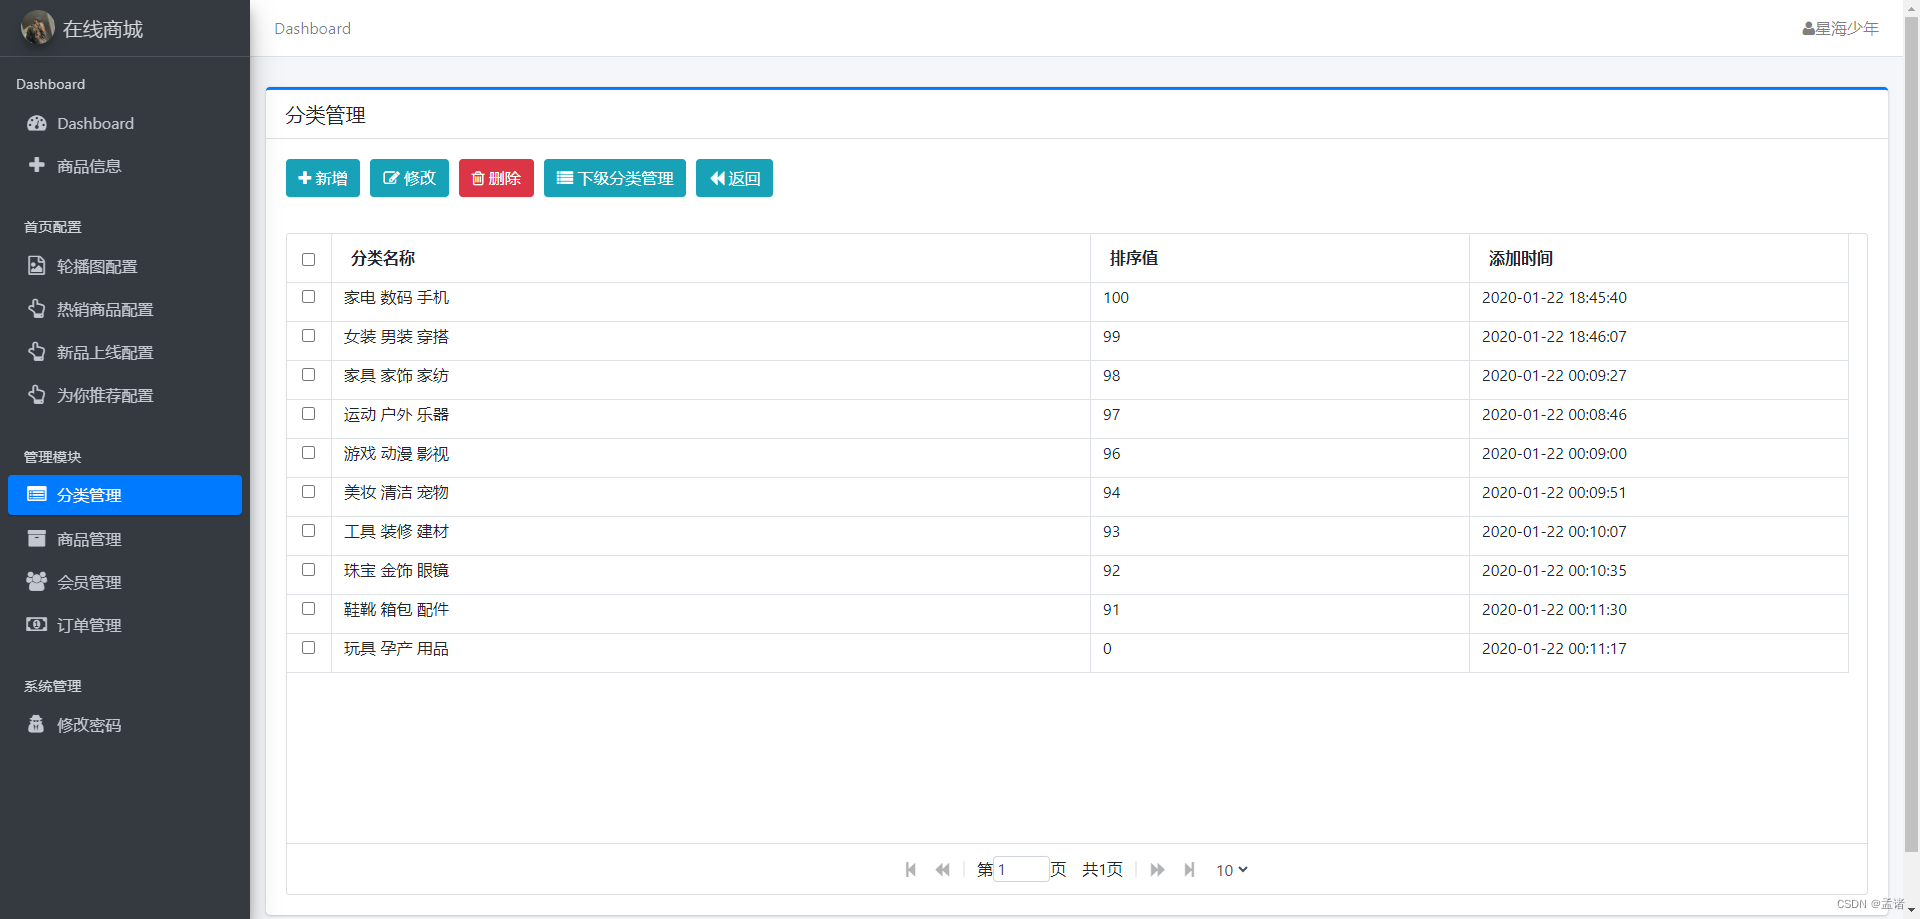 在线商城
Dashboard
星海少年
Dashboard
Dashboard
商品信息
首页配置
轮播图配置
热销商品配置
新品上线配置
为你推荐配置
管理模块
分类管理
商品管理
会员管理
订单管理
系统管理
修改密码
分类管理
新增 修改 删除 下级分类管理 返回
分类名称 排序值 添加时间
家电 数码 手机 100 2020-01-22 18:45:40
女装 男装 穿搭 99 2020-01-22 18:46:07
家具 家饰 家纺 98 2020-01-22 00:09:27
运动 户外 乐器 97 2020-01-22 00:08:46
游戏 动漫 影视 96 2020-01-22 00:09:00
美妆 清洁 宠物 94 2020-01-22 00:09:51
工具 装修 建材 93 2020-01-22 00:10:07
珠宝 金饰 眼镜 92 2020-01-22 00:10:35
鞋靴 箱包 配件 91 2020-01-22 00:11:30
玩具 孕产 用品 0 2020-01-22 00:11:17
第 1 页 共1页 10
CSDN @孟诸